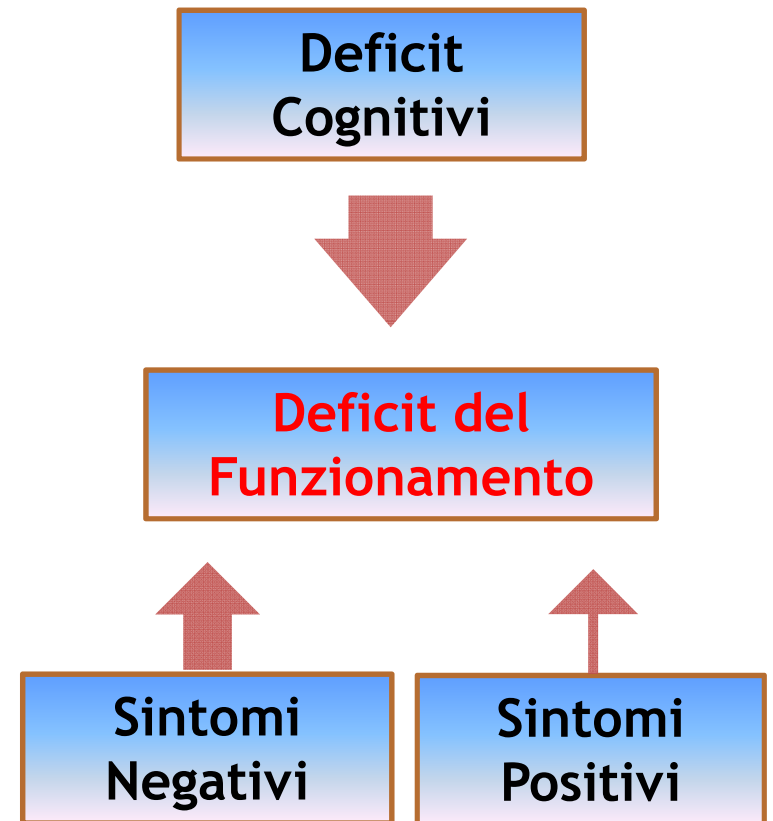 Deficit
Cognitivi
Deficit del
Funzionamento
Sintomi
Negativi
Sintomi
Positivi